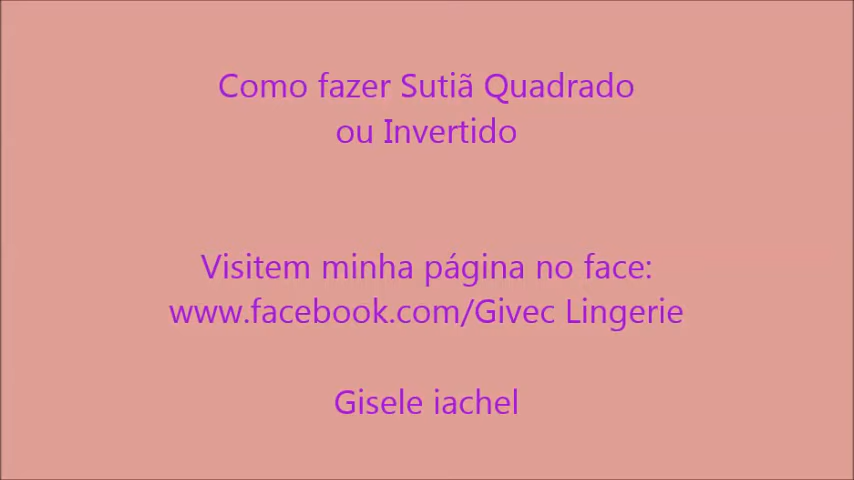 Como fazer Sutiã Quadrado
ou Invertido
Visitem minha página no face:
www.facebook.com/Givec Lingerie
Gisele iachel